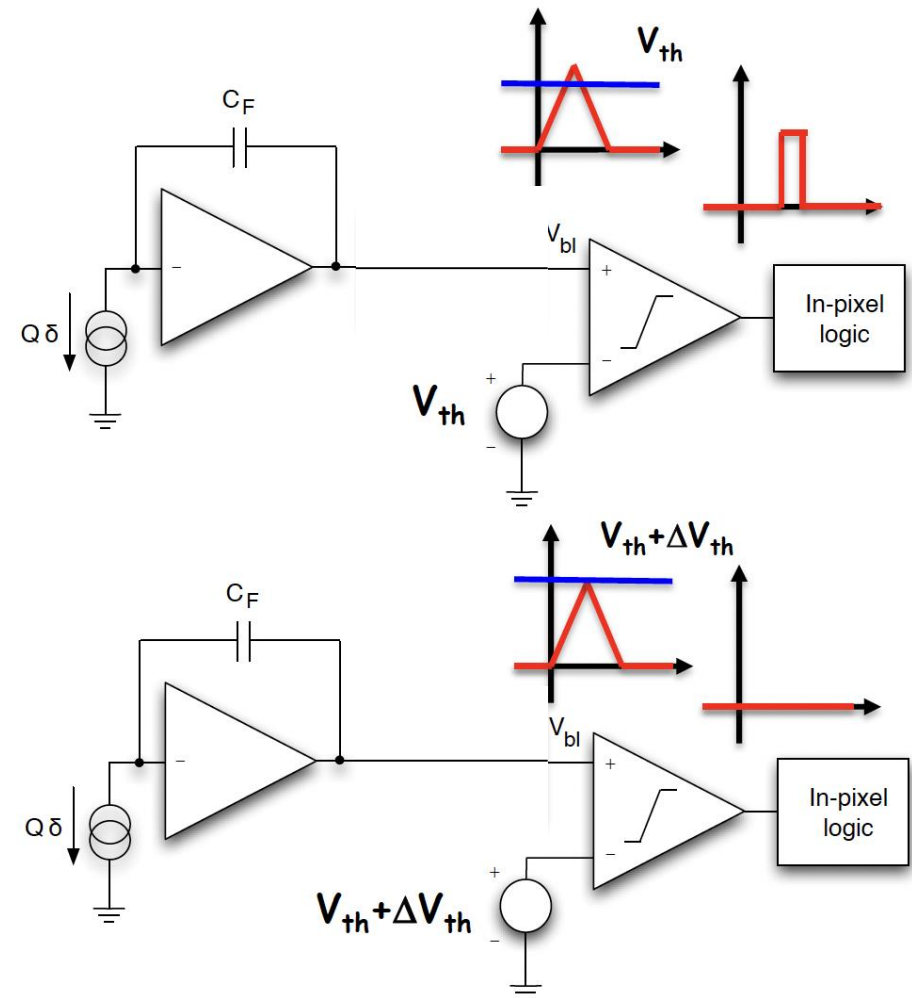 V_th
C_F
V_bl
−
+
In-pixel
logic
Q δ
+
−
V_th
−
V_th+ΔV_th
C_F
V_bl
−
+
In-pixel
logic
Q δ
+
−
V_th+ΔV_th
−